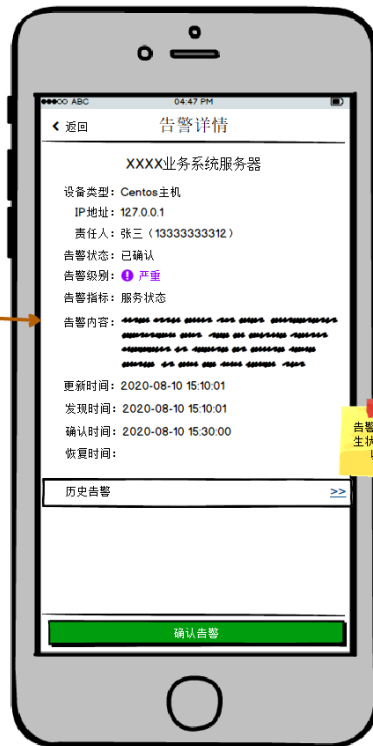 ABC 04:47 PM
< 返回 告警详情
XXXX业务系统服务器
设备类型: Centos主机
IP地址: 127.0.0.1
责任人: 张三（13333333312）
告警状态: 已确认
告警级别: 严重
告警指标: 服务状态
告警内容:
更新时间: 2020-08-10 15:10:01
发现时间: 2020-08-10 15:10:01
确认时间: 2020-08-10 15:30:00
恢复时间:
告警
生状
历史告警 >>
确认告警